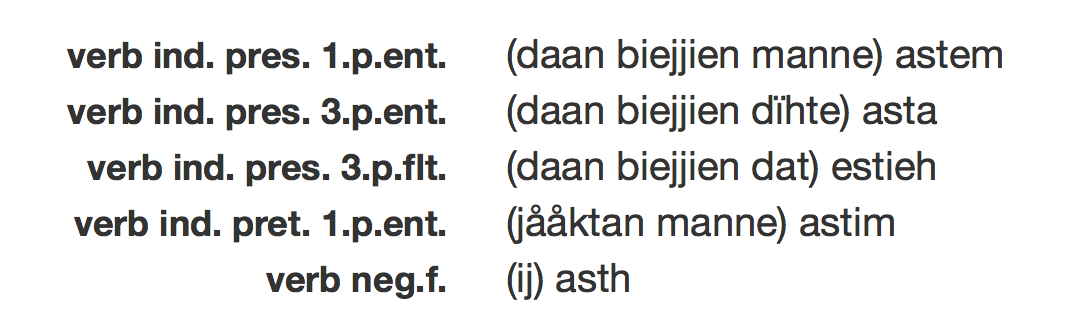 verb ind. pres. 1.p.ent. (daan biejjien manne) astem
verb ind. pres. 3.p.ent. (daan biejjien dïhte) asta
verb ind. pres. 3.p.flt. (daan biejjien dat) estieh
verb ind. pret. 1.p.ent. (jååktan manne) astim
verb neg.f. (ij) asth